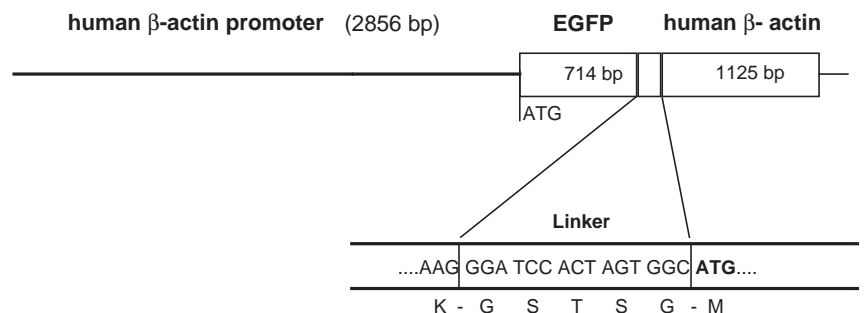 human β-actin promoter (2856 bp) EGFP human β- actin
714 bp 1125 bp
ATG
Linker
....AAG GGA TCC ACT AGT GGC ATG....
K - G S T S G - M